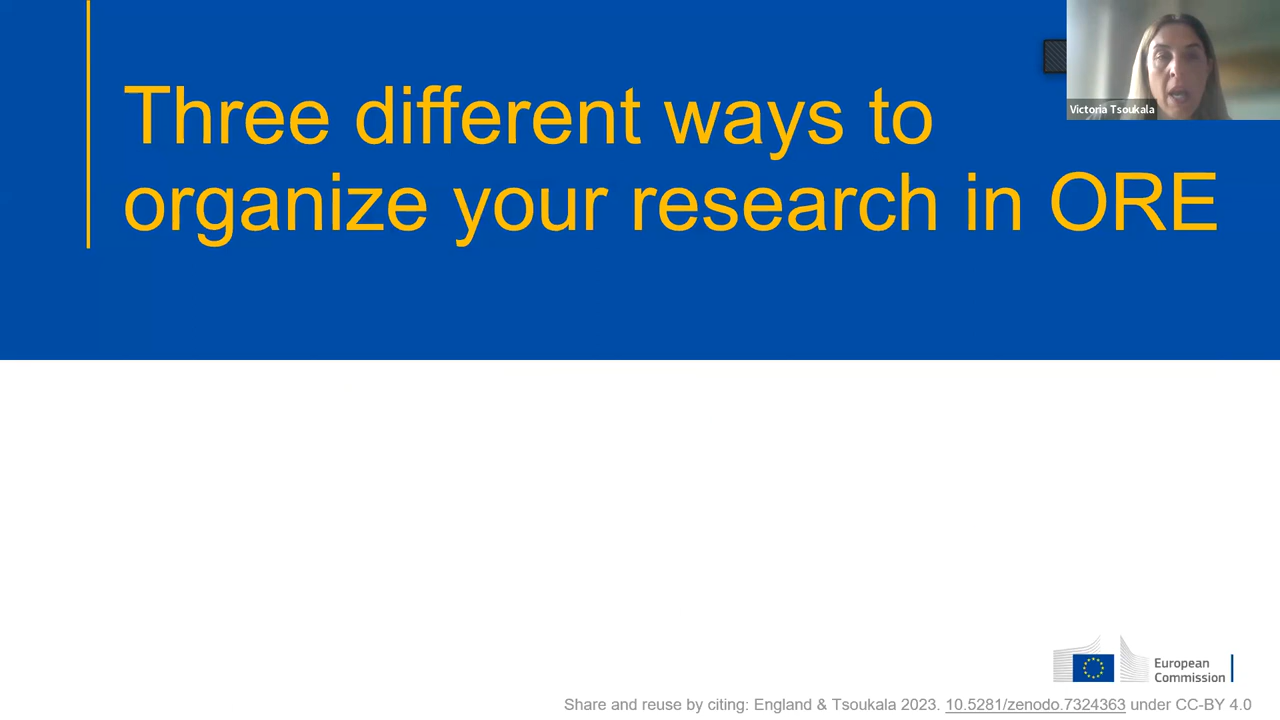 Three different ways to
organize your research in ORE
Victoria Tsoukala
European
Commission
Share and reuse by citing: England & Tsoukala 2023. 10.5281/zenodo.7324363 under CC-BY 4.0